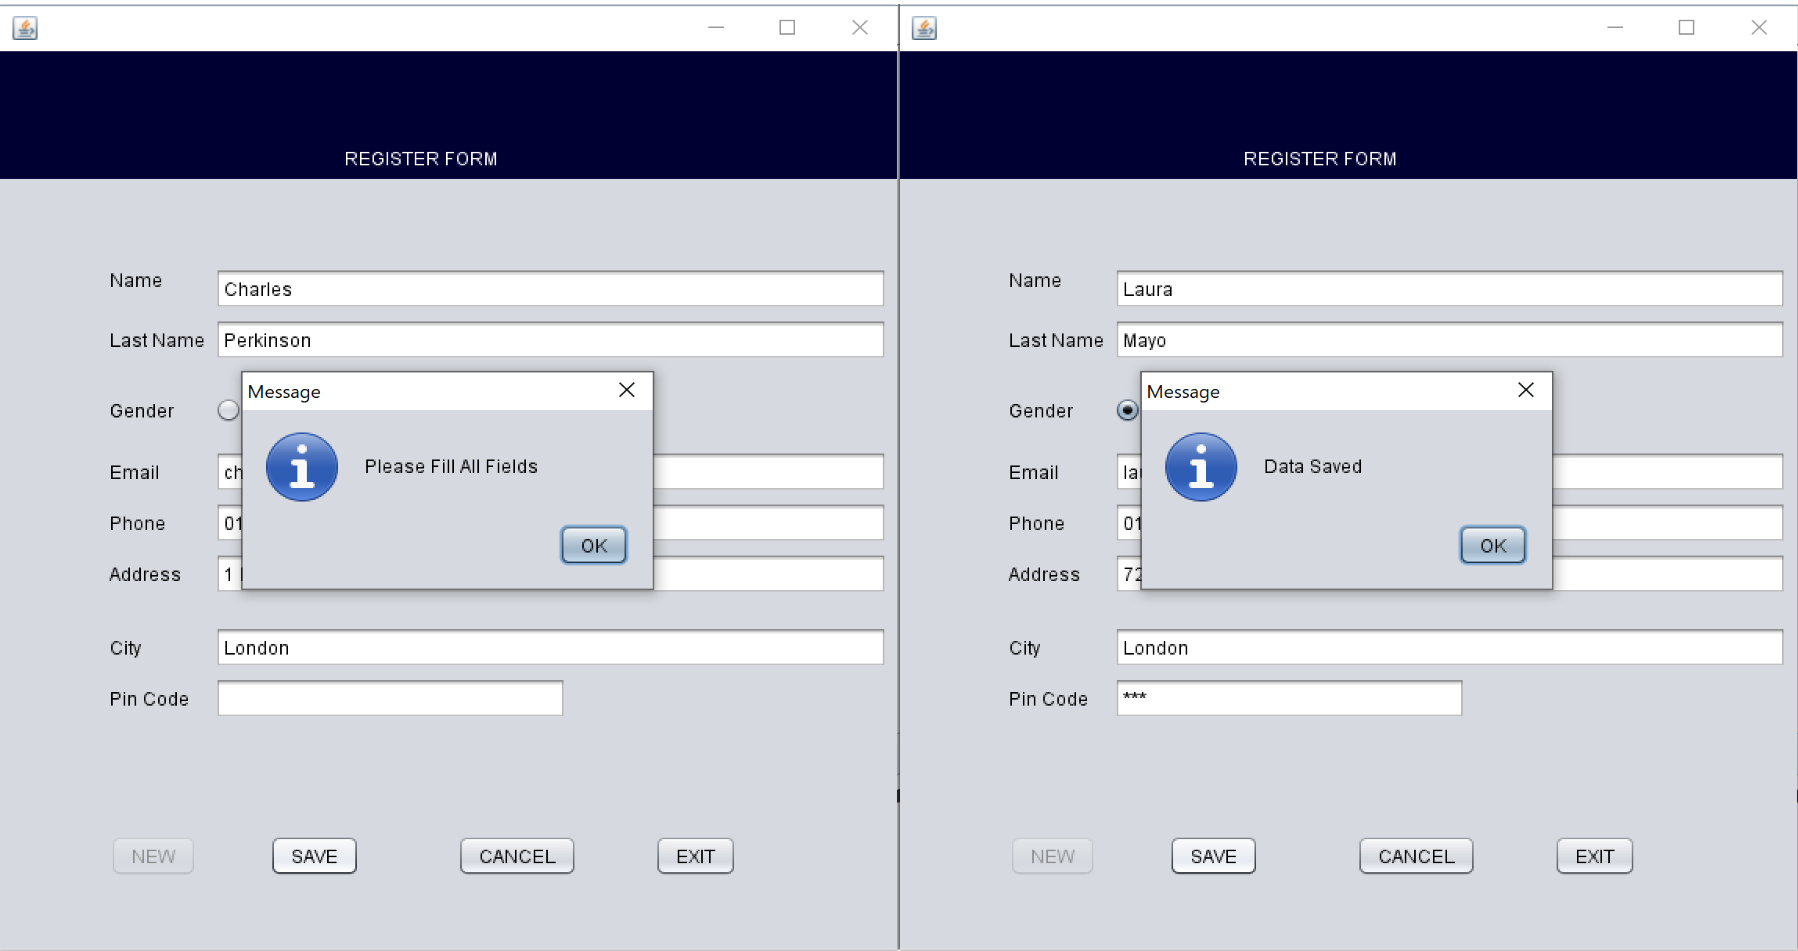 REGISTER FORM
Name Charles
Last Name Perkinson
Message
Gender
Please Fill All Fields
Email ch
Phone 01
OK
Address 1
City London
Pin Code
NEW SAVE CANCEL EXIT
REGISTER FORM
Name Laura
Last Name Mayo
Message
Gender
Data Saved
Email la
Phone 01
OK
Address 72
City London
Pin Code ***
NEW SAVE CANCEL EXIT